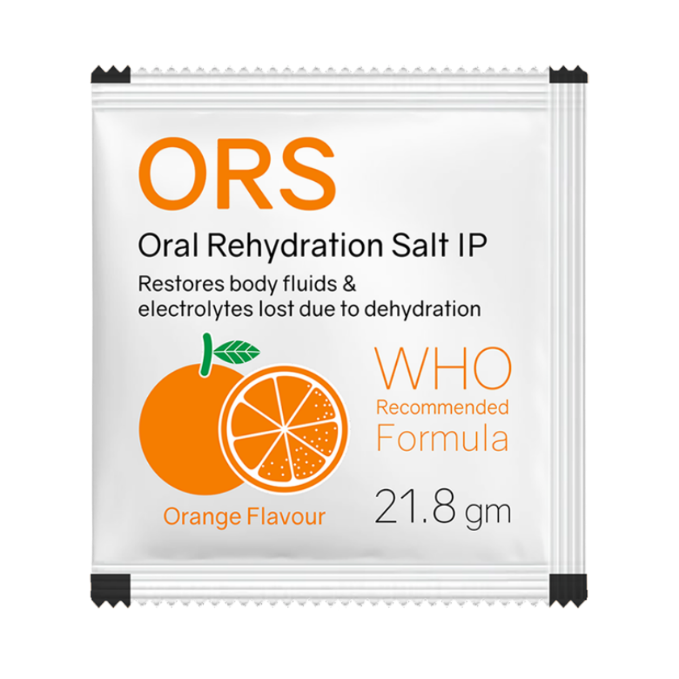 ORS
Oral Rehydration Salt IP
Restores body fluids &
electrolytes lost due to dehydration
WHO
Recommended
Formula
Orange Flavour
21.8 gm